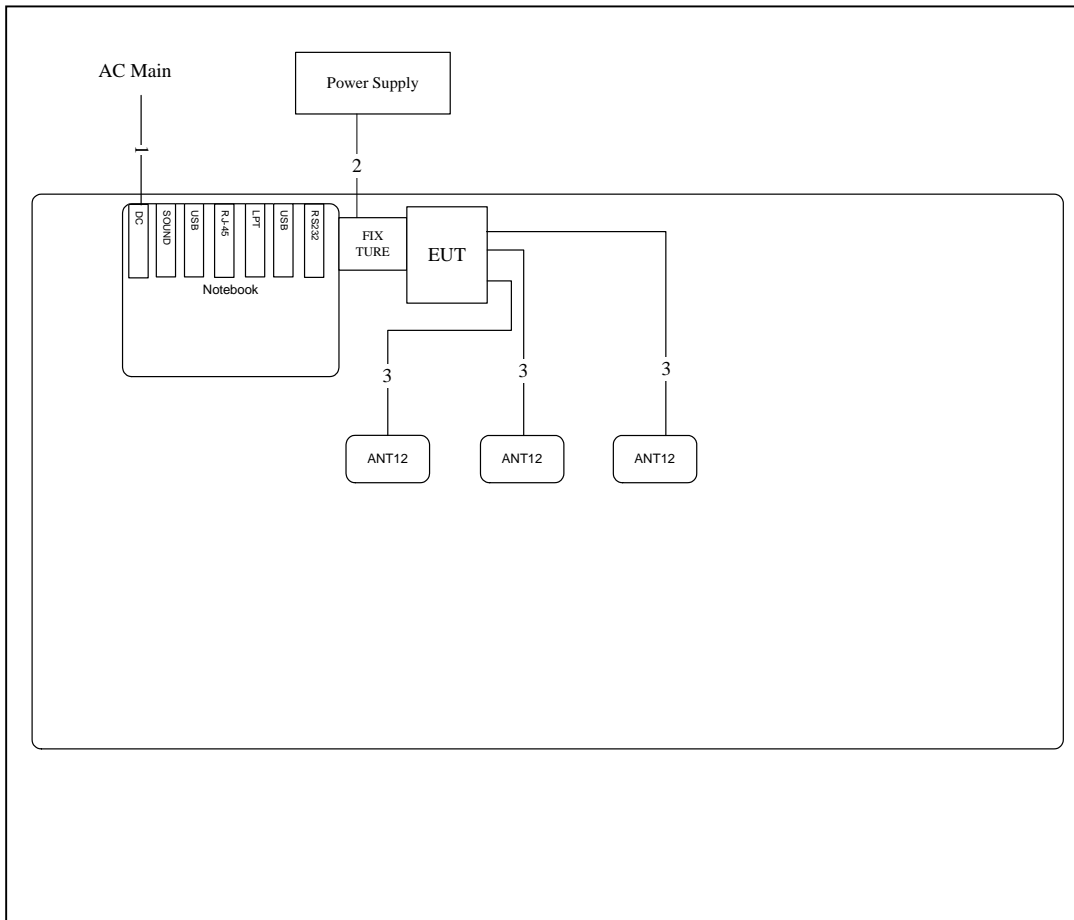 AC Main
Power Supply
1
2
DC
SOUND
USB
RJ-45
LPT
USB
RS232
FIX
TURE
EUT
Notebook
3
3
3
ANT12
ANT12
ANT12